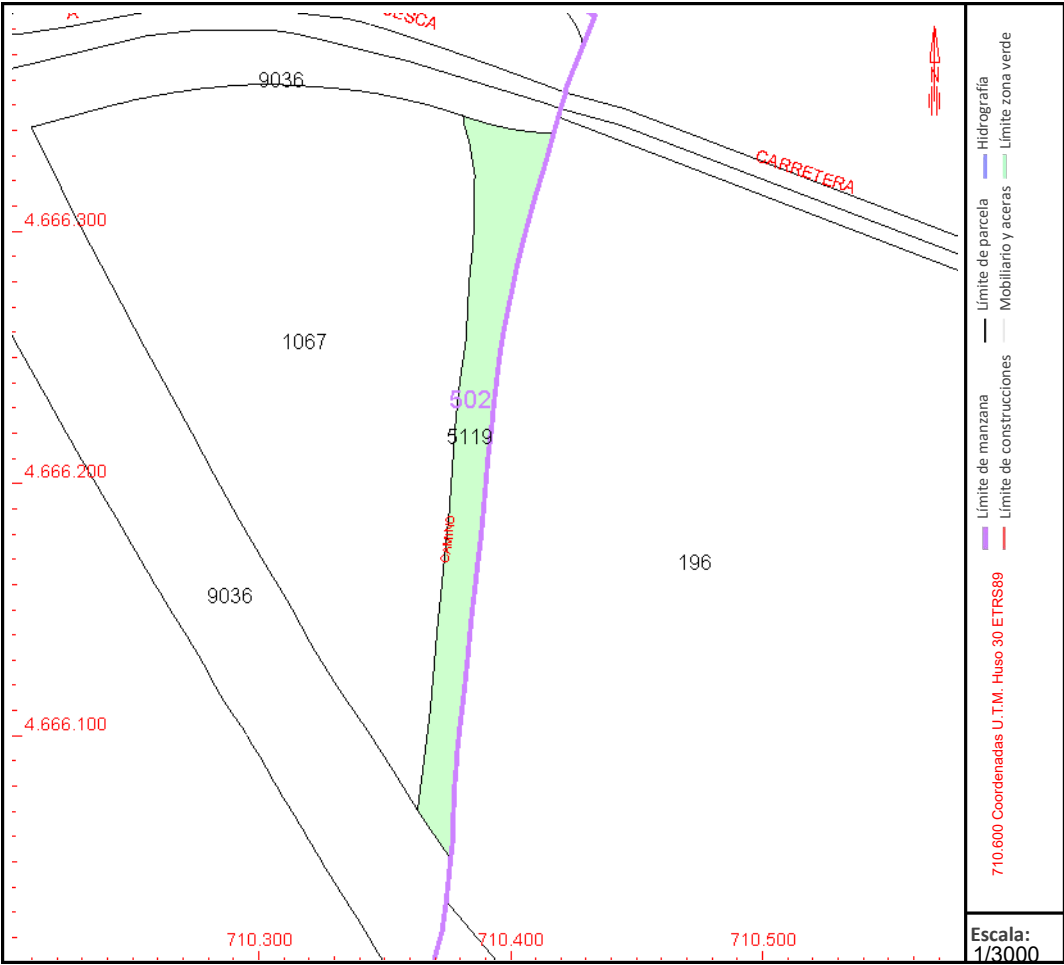 9036
CARRETERA
4.666.300
1067
502
5119
4.666.200
CAMINO
196
9036
4.666.100
710.300
710.400
710.500
N
Límite de manzana
Límite de parcela
Hidrografía
Límite de construcciones
Mobiliario y aceras
Límite zona verde
710.600 Coordenadas U.T.M. Huso 30 ETRS89
Escala:
1/3000